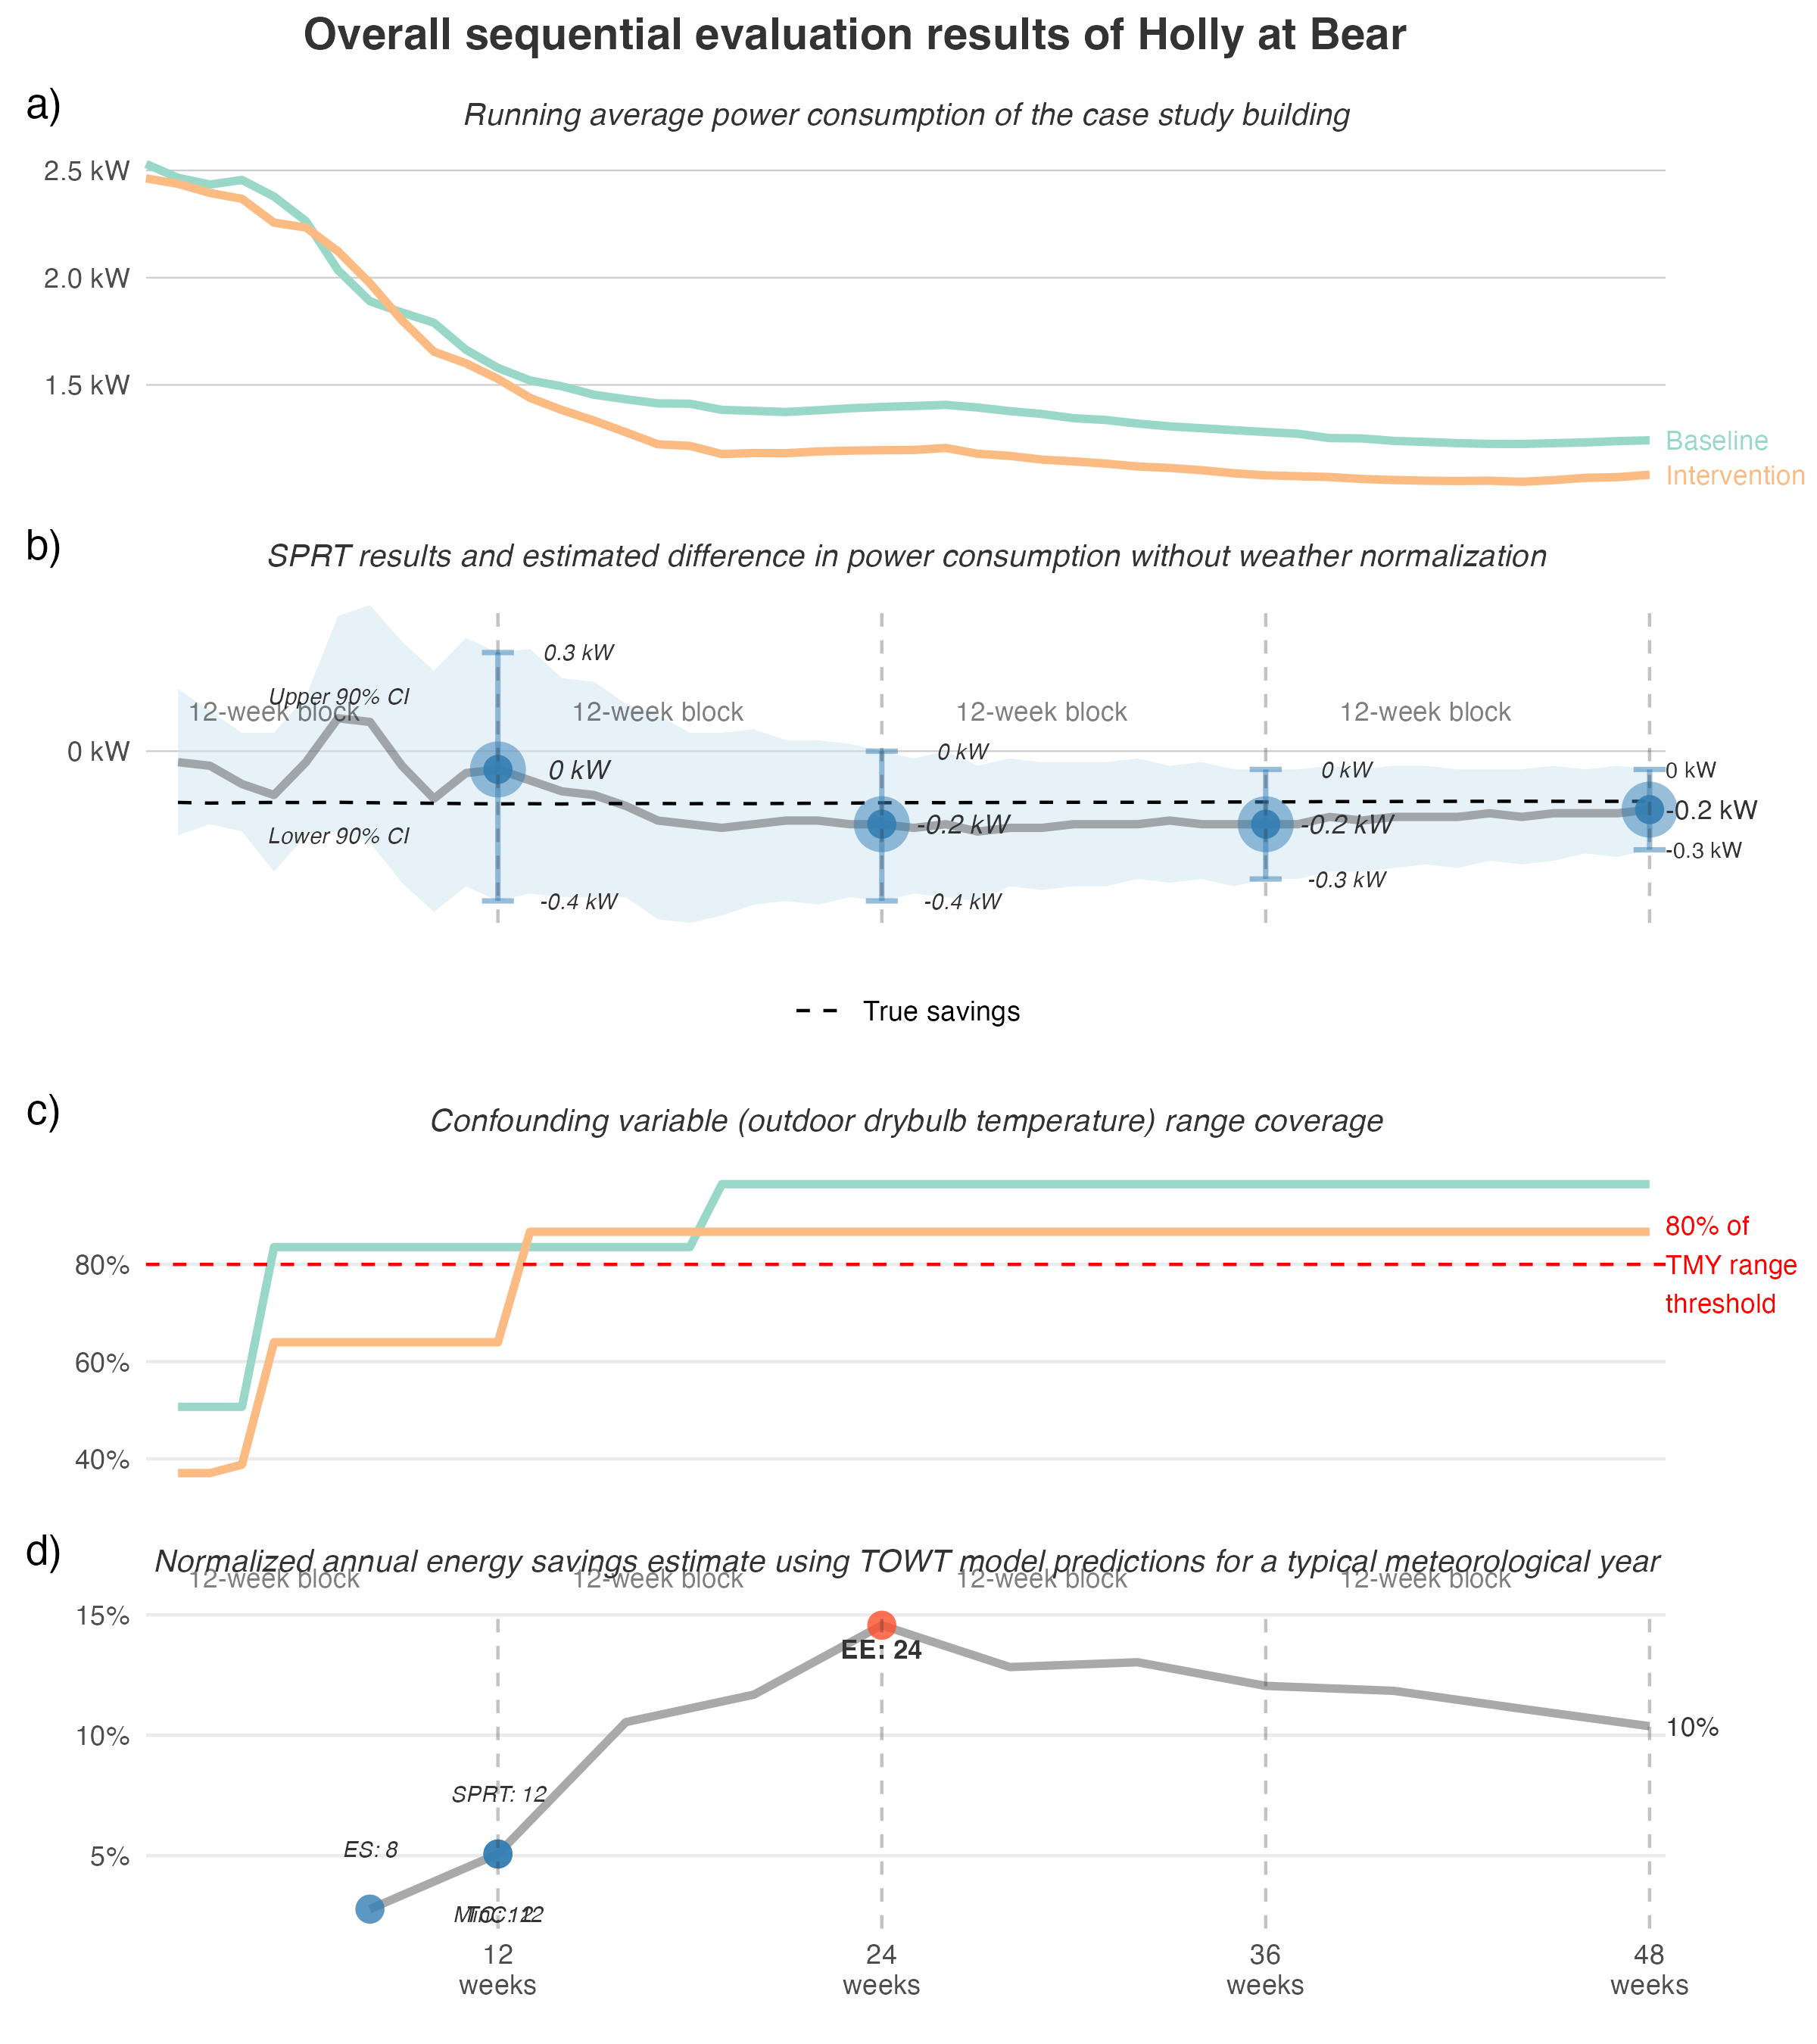 Overall sequential evaluation results of Holly at Bear
a)
Running average power consumption of the case study building
2.5 kW
2.0 kW
1.5 kW
Baseline
Intervention
b)
SPRT results and estimated difference in power consumption without weather normalization
0.3 kW
Upper 90% CI
12-week block
12-week block
12-week block
12-week block
0 kW
0 kW
0 kW
0 kW
0 kW
-0.2 kW
-0.2 kW
-0.2 kW
Lower 90% CI
-0.3 kW
-0.3 kW
-0.4 kW
-0.4 kW
True savings
c)
Confounding variable (outdoor drybulb temperature) range coverage
80%
60%
40%
80% of
TMY range
threshold
d)
Normalized annual energy savings estimate using TOWT model predictions for a typical meteorological year
12-week block
12-week block
12-week block
12-week block
15%
EE: 24
10%
10%
SPRT: 12
ES: 8
5%
12
weeks
24
weeks
36
weeks
48
weeks